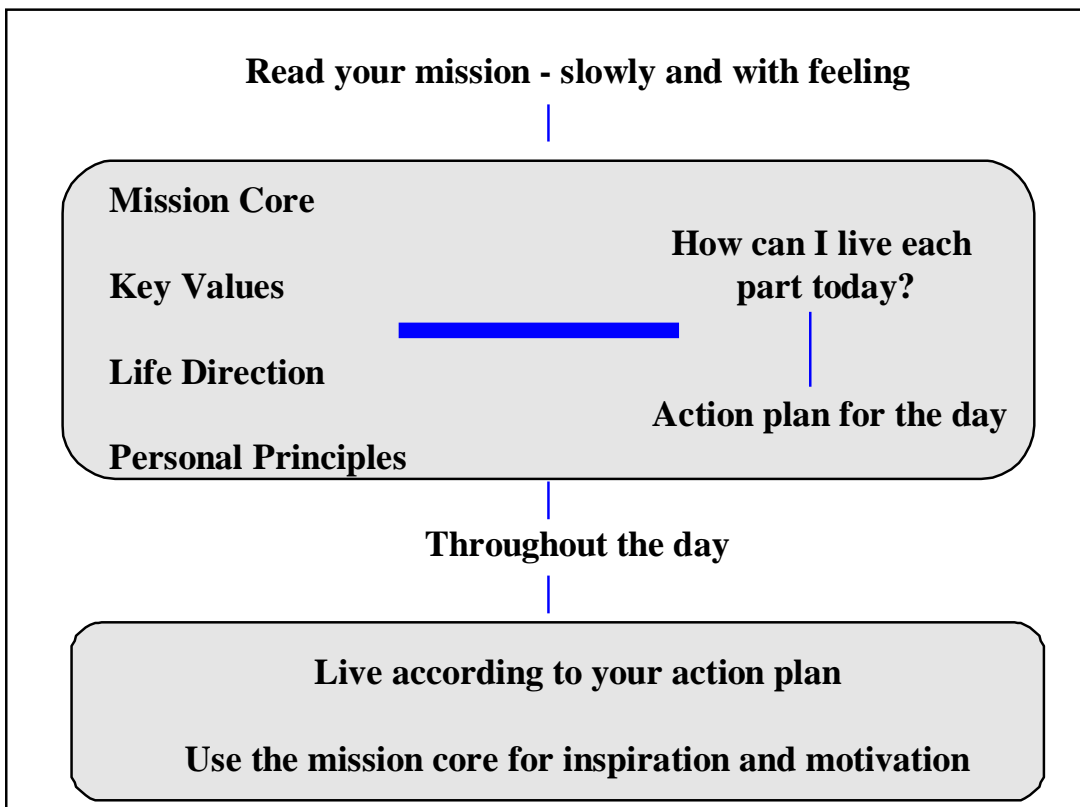 Read your mission - slowly and with feeling
Mission Core
Key Values
Life Direction
Personal Principles
How can I live each
part today?
Action plan for the day
Throughout the day
Live according to your action plan
Use the mission core for inspiration and motivation